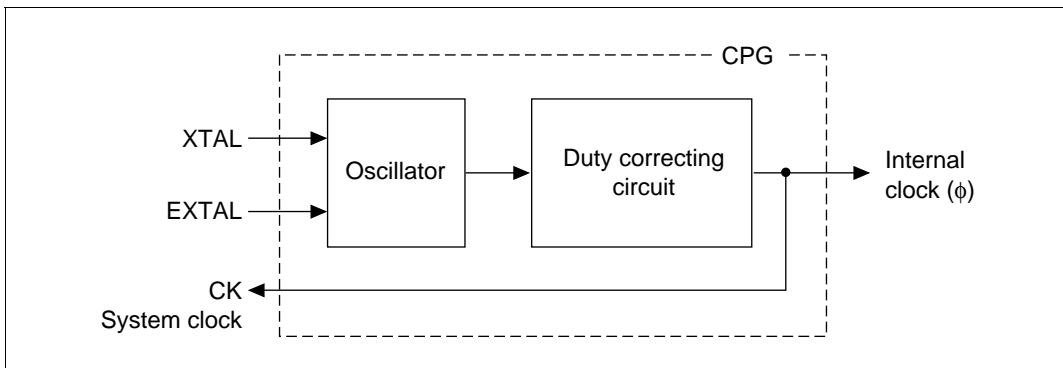 CPG
XTAL
EXTAL
Oscillator
Duty correcting
circuit
Internal
clock (ϕ)
CK
System clock